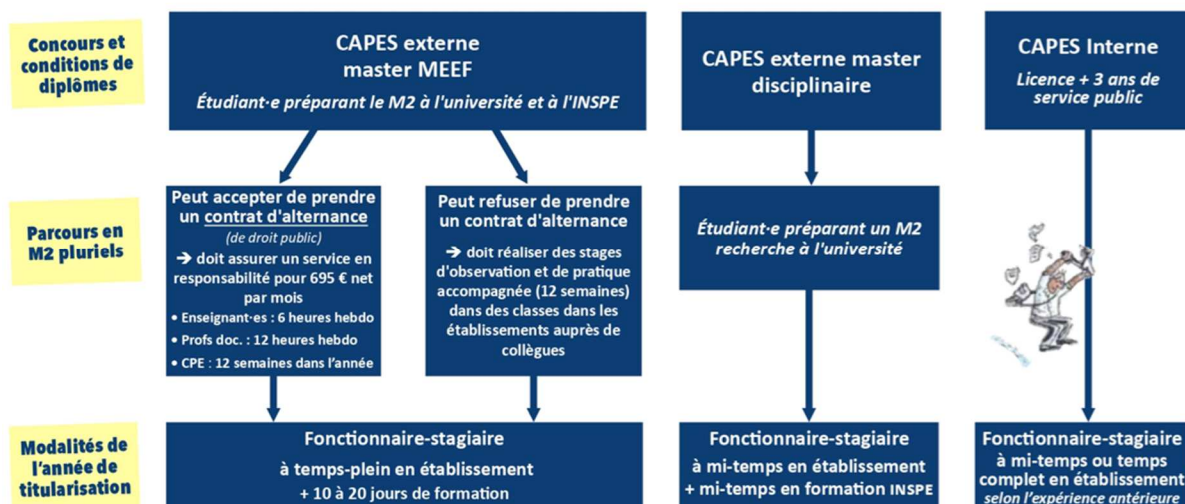 Concours et
conditions de
diplômes
CAPES externe
master MEEF
Étudiant·e préparant le M2 à l'université et à l'INSPE
CAPES externe master
disciplinaire
CAPES Interne
Licence + 3 ans de
service public
Parcours en
M2 pluriels
Peut accepter de prendre
un contrat d'alternance
(de droit public)
→ doit assurer un service en
responsabilité pour 695 € net
par mois
• Enseignant·es : 6 heures hebdo
• Profs doc. : 12 heures hebdo
• CPE : 12 semaines dans l'année
Peut refuser de prendre
un contrat d'alternance
→ doit réaliser des stages
d'observation et de pratique
accompagnée (12 semaines)
dans des classes dans les
établissements auprès de
collègues
Étudiant·e préparant un M2
recherche à l'université
Modalités de
l'année de
titularisation
Fonctionnaire-stagiaire
à temps-plein en établissement
+ 10 à 20 jours de formation
Fonctionnaire-stagiaire
à mi-temps en établissement
+ mi-temps en formation INSPE
Fonctionnaire-stagiaire
à mi-temps ou temps
complet en établissement
selon l'expérience antérieure